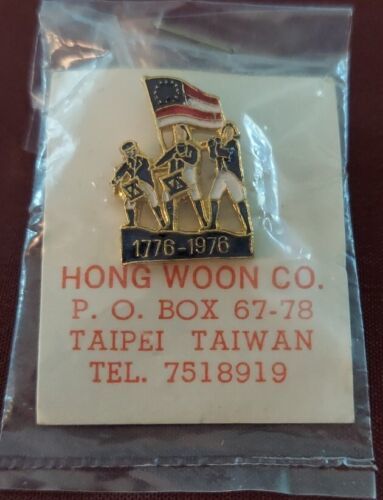 1776-1976
HONG WOON CO.
P. O. BOX 67-78
TAIPEI TAIWAN
TEL. 7518919